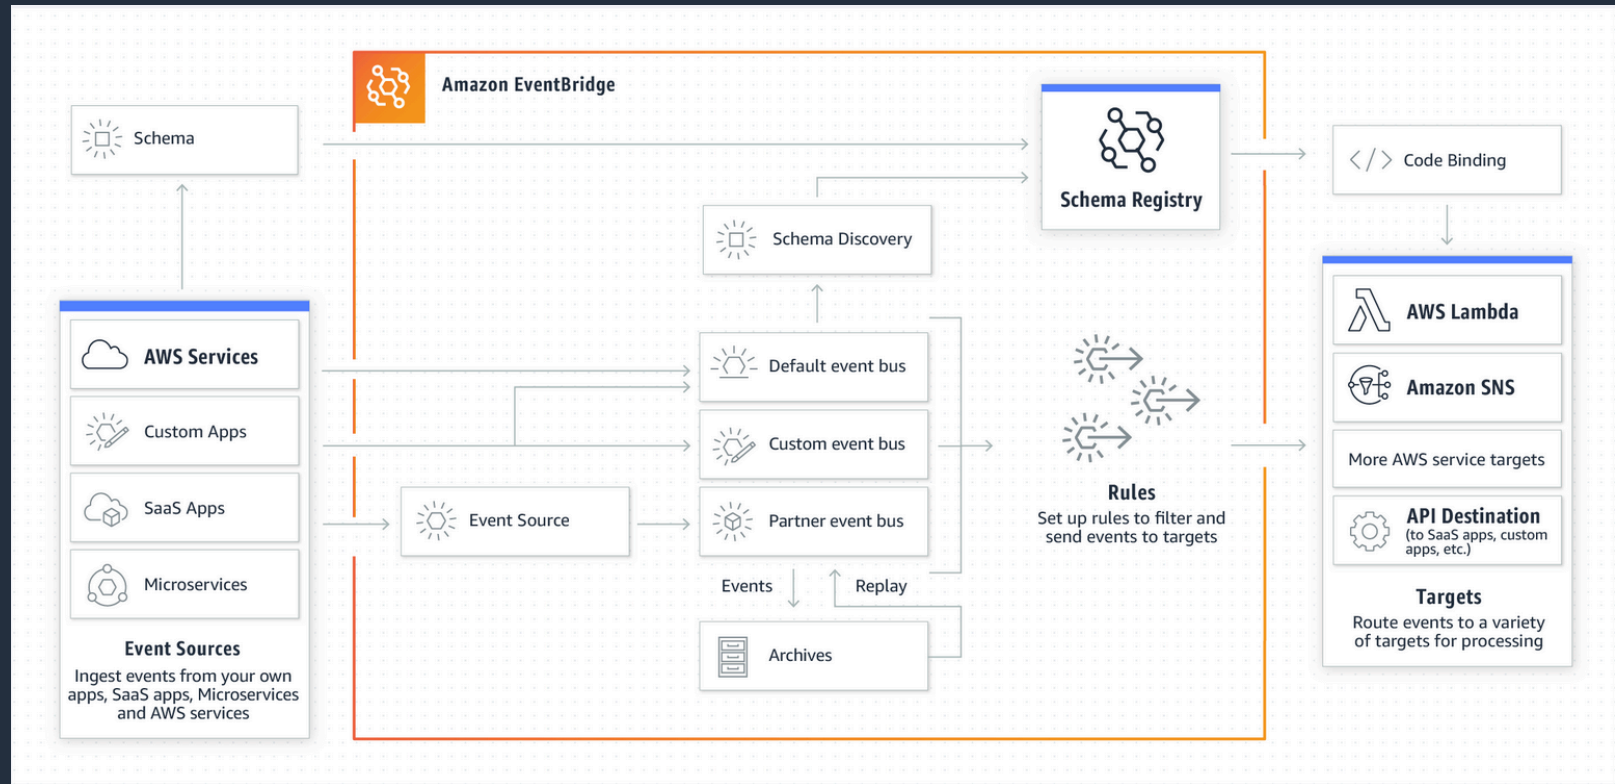 Amazon EventBridge
Schema
Schema Registry
Code Binding
Schema Discovery
AWS Services
Custom Apps
SaaS Apps
Microservices
Event Sources
Ingest events from your own
apps, SaaS apps, Microservices
and AWS services
Event Source
Default event bus
Custom event bus
Partner event bus
Events
Replay
Archives
Rules
Set up rules to filter and
send events to targets
AWS Lambda
Amazon SNS
More AWS service targets
API Destination
(to SaaS apps, custom
apps, etc.)
Targets
Route events to a variety
of targets for processing